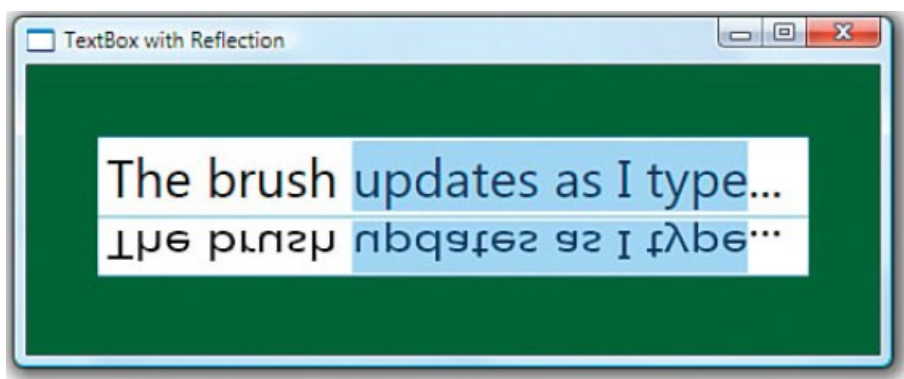 TextBox with Reflection
The brush updates as I type...
The brush updates as I type...